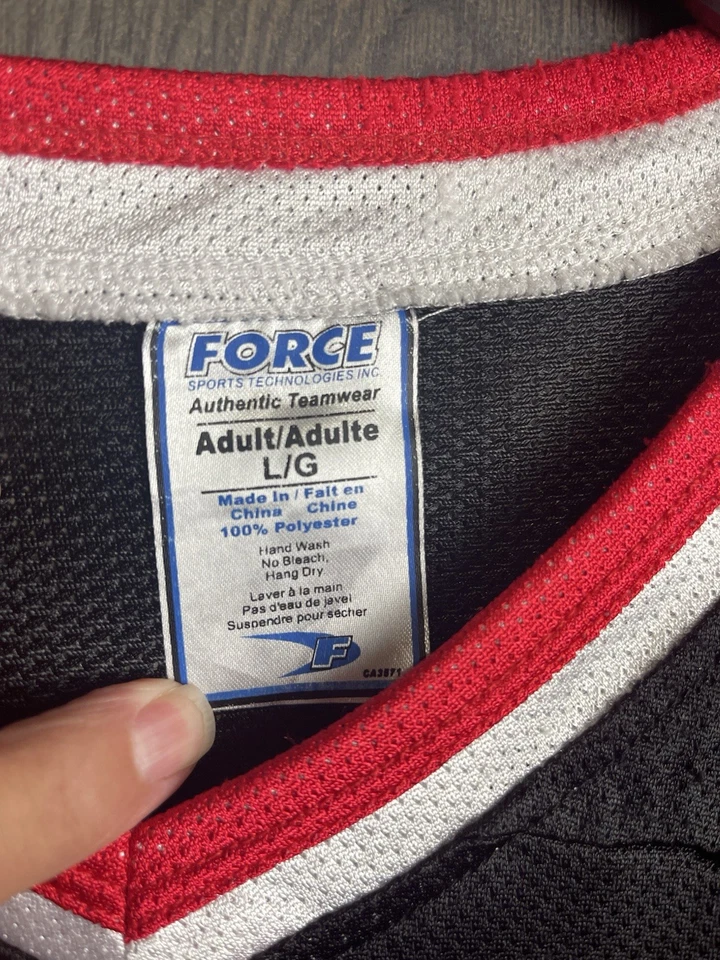 FORCE
SPORTS TECHNOLOGIES INC.
Authentic Teamwear
Adult/Adulte
L/G
Made In / Fait en
China Chine
100% Polyester
Hand Wash
No Bleach,
Hang Dry
Laver à la main
Pas d'eau de javel
Suspendre pour sécher
F